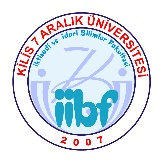 KİLİS 7 ARALIK ÜNİVERSİTESİ
İktisadi ve İdari Bilimler Fakültesi
iibf
2007